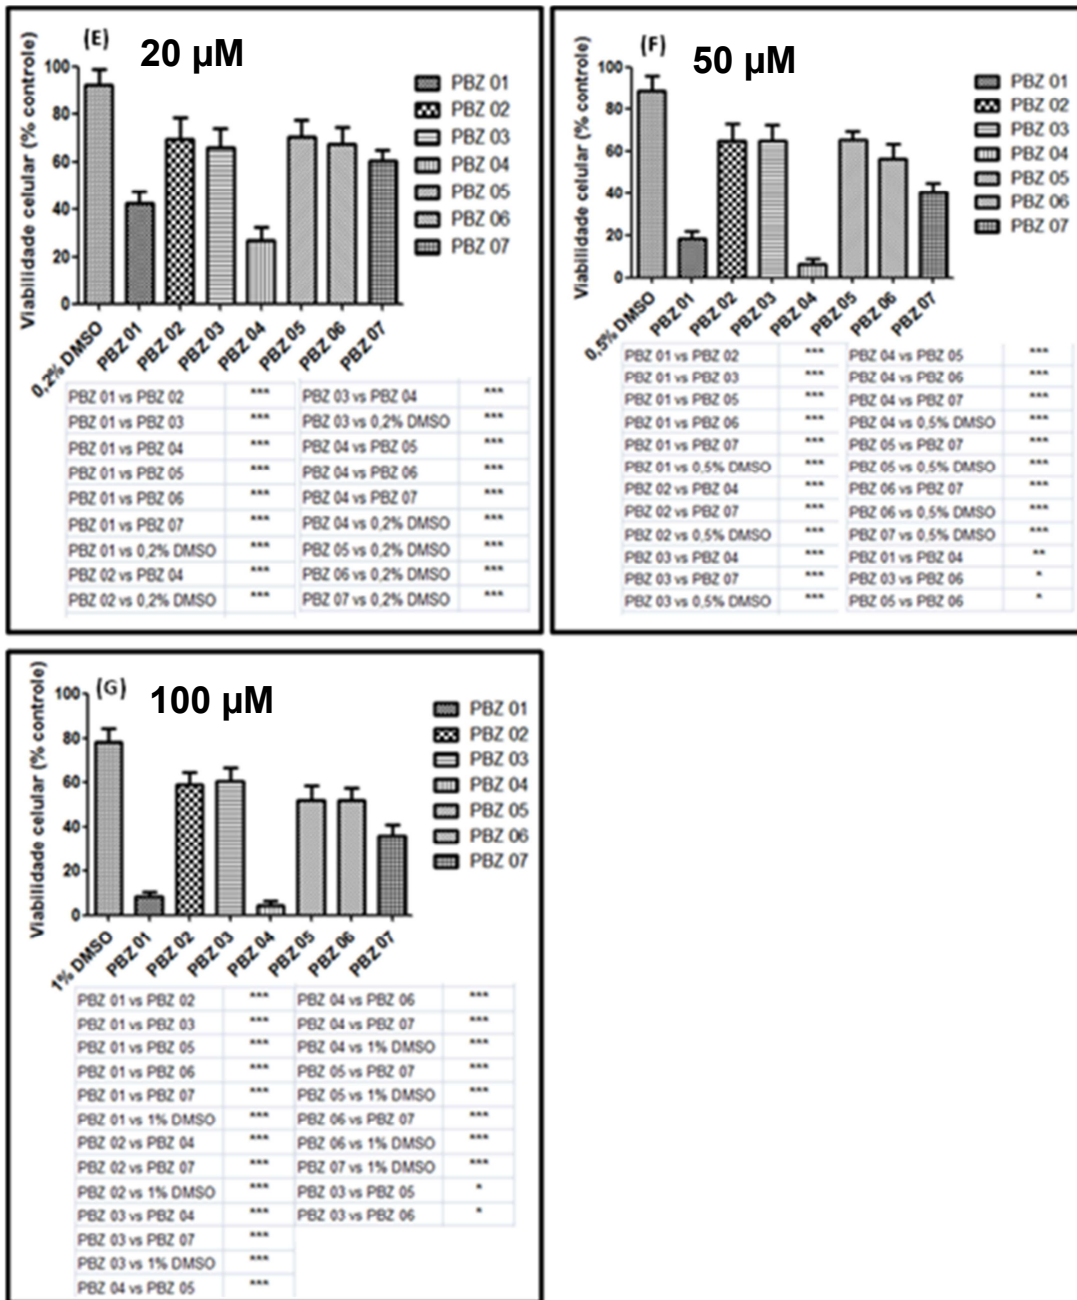 (E) 20 µM
Viabilidade celular (% controle)
100
80
60
40
20
0
0,2% DMSO
PBZ 01
PBZ 02
PBZ 03
PBZ 04
PBZ 05
PBZ 06
PBZ 07
PBZ 01
PBZ 02
PBZ 03
PBZ 04
PBZ 05
PBZ 06
PBZ 07
PBZ 01 vs PBZ 02 *** PBZ 03 vs PBZ 04 ***
PBZ 01 vs PBZ 03 *** PBZ 03 vs 0,2% DMSO ***
PBZ 01 vs PBZ 04 *** PBZ 04 vs PBZ 05 ***
PBZ 01 vs PBZ 05 *** PBZ 04 vs PBZ 06 ***
PBZ 01 vs PBZ 06 *** PBZ 04 vs PBZ 07 ***
PBZ 01 vs PBZ 07 *** PBZ 04 vs 0,2% DMSO ***
PBZ 01 vs 0,2% DMSO *** PBZ 05 vs 0,2% DMSO ***
PBZ 02 vs PBZ 04 *** PBZ 06 vs 0,2% DMSO ***
PBZ 02 vs 0,2% DMSO *** PBZ 07 vs 0,2% DMSO ***
(F) 50 µM
Viabilidade celular (% controle)
100
80
60
40
20
0
0,5% DMSO
PBZ 01
PBZ 02
PBZ 03
PBZ 04
PBZ 05
PBZ 06
PBZ 07
PBZ 01
PBZ 02
PBZ 03
PBZ 04
PBZ 05
PBZ 06
PBZ 07
PBZ 01 vs PBZ 02 *** PBZ 04 vs PBZ 05 ***
PBZ 01 vs PBZ 03 *** PBZ 04 vs PBZ 06 ***
PBZ 01 vs PBZ 05 *** PBZ 04 vs PBZ 07 ***
PBZ 01 vs PBZ 06 *** PBZ 04 vs 0,5% DMSO ***
PBZ 01 vs PBZ 07 *** PBZ 05 vs PBZ 07 ***
PBZ 01 vs 0,5% DMSO *** PBZ 05 vs 0,5% DMSO ***
PBZ 02 vs PBZ 04 *** PBZ 06 vs PBZ 07 ***
PBZ 02 vs PBZ 07 *** PBZ 06 vs 0,5% DMSO ***
PBZ 02 vs 0,5% DMSO *** PBZ 07 vs 0,5% DMSO ***
PBZ 03 vs PBZ 04 *** PBZ 01 vs PBZ 04 **
PBZ 03 vs PBZ 07 *** PBZ 03 vs PBZ 06 *
PBZ 03 vs 0,5% DMSO *** PBZ 05 vs PBZ 06 *
(G) 100 µM
Viabilidade celular (% controle)
100
80
60
40
20
0
1% DMSO
PBZ 01
PBZ 02
PBZ 03
PBZ 04
PBZ 05
PBZ 06
PBZ 07
PBZ 01
PBZ 02
PBZ 03
PBZ 04
PBZ 05
PBZ 06
PBZ 07
PBZ 01 vs PBZ 02 *** PBZ 04 vs PBZ 06 ***
PBZ 01 vs PBZ 03 *** PBZ 04 vs PBZ 07 ***
PBZ 01 vs PBZ 05 *** PBZ 04 vs 1% DMSO ***
PBZ 01 vs PBZ 06 *** PBZ 05 vs PBZ 07 ***
PBZ 01 vs PBZ 07 *** PBZ 05 vs 1% DMSO ***
PBZ 01 vs 1% DMSO *** PBZ 06 vs PBZ 07 ***
PBZ 02 vs PBZ 04 *** PBZ 06 vs 1% DMSO ***
PBZ 02 vs PBZ 07 *** PBZ 07 vs 1% DMSO ***
PBZ 02 vs 1% DMSO *** PBZ 03 vs PBZ 05 *
PBZ 03 vs PBZ 04 *** PBZ 03 vs PBZ 06 *
PBZ 03 vs PBZ 07 ***
PBZ 03 vs 1% DMSO ***
PBZ 04 vs PBZ 05 ***